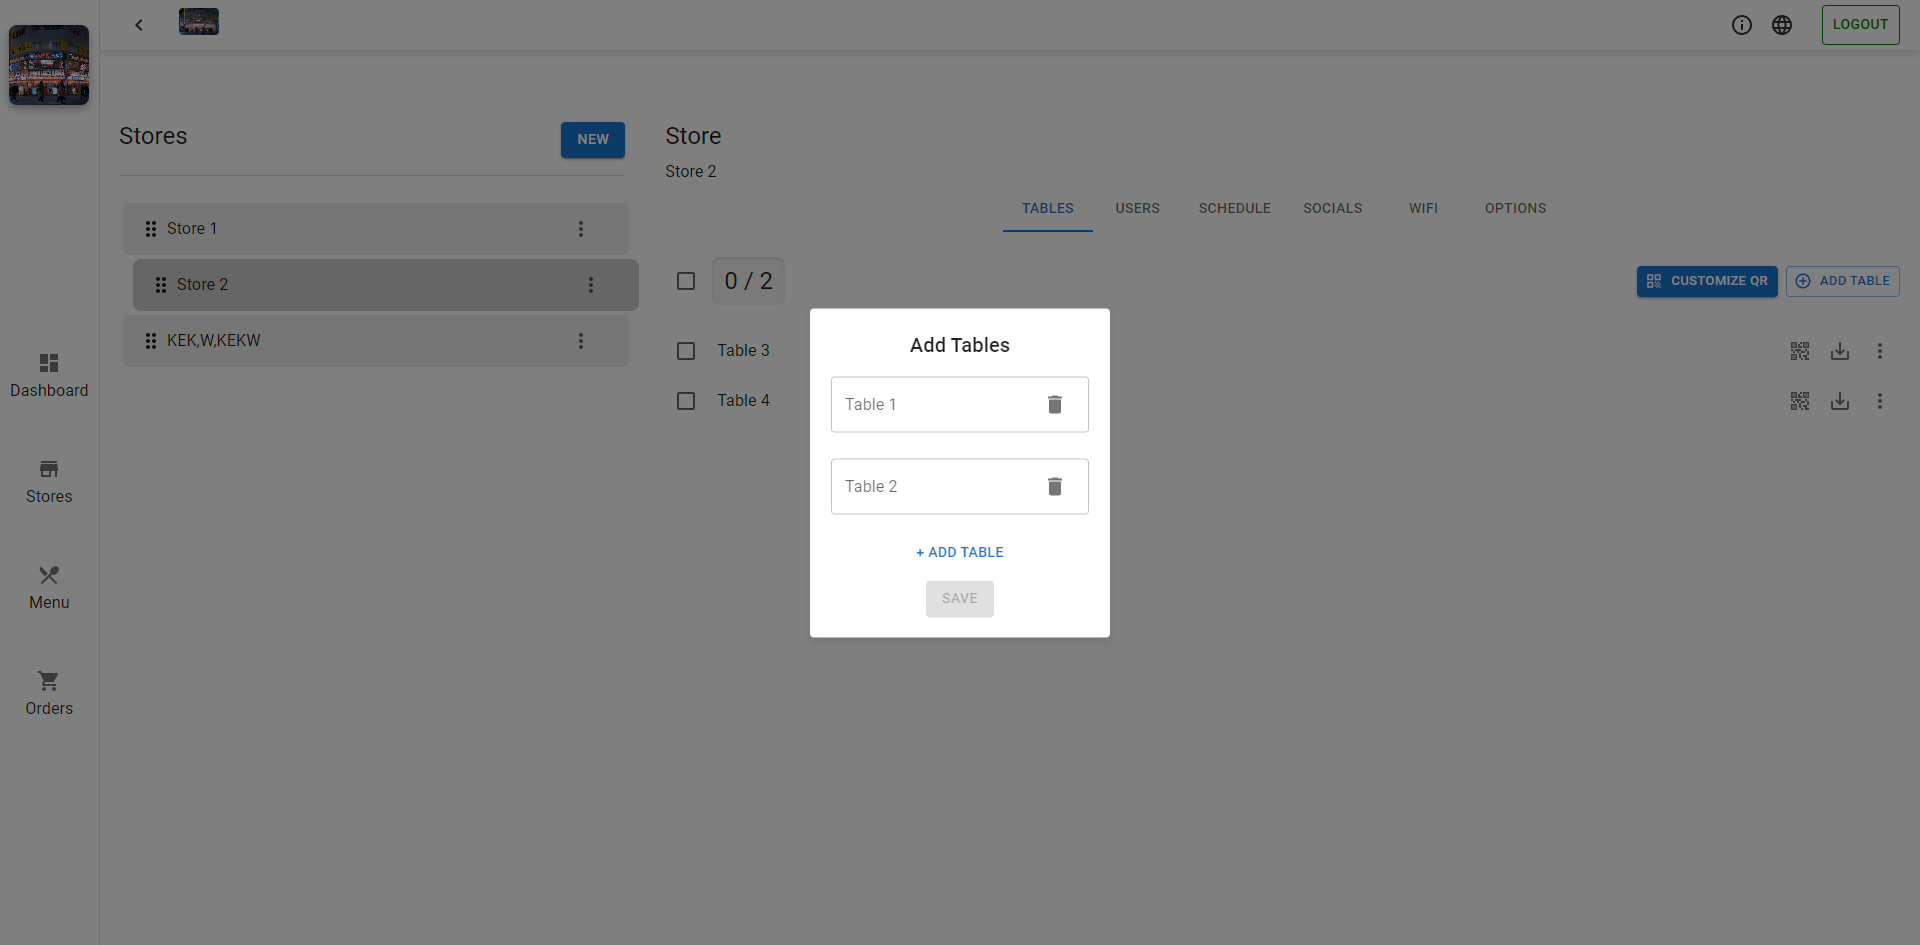 LOGOUT
Stores
NEW
Store 1
Store 2
KEK,W,KEKW
Dashboard
Stores
Menu
Orders
Store
Store 2
TABLES
USERS
SCHEDULE
SOCIALS
WIFI
OPTIONS
0 / 2
CUSTOMIZE QR
ADD TABLE
Table 3
Table 4
Add Tables
Table 1
Table 2
+ ADD TABLE
SAVE